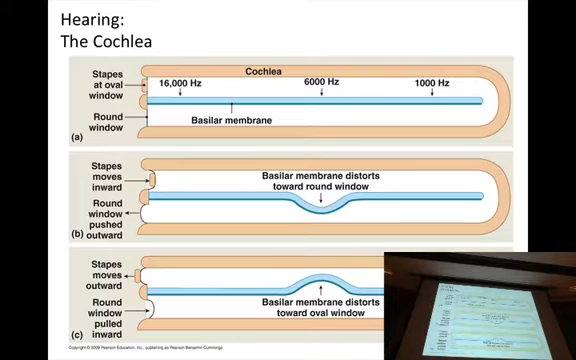 Hearing:
The Cochlea
Stapes
at oval
window
Round
window
(a)
Cochlea
16,000 Hz
6000 Hz
1000 Hz
Basilar membrane
Stapes
moves
inward
Round
window
pushed
outward
(b)
Basilar membrane distorts
toward round window
Stapes
moves
outward
Round
window
pulled
inward
(c)
Basilar membrane distorts
toward oval window
Copyright © 2009 Pearson Education, Inc., publishing as Pearson Benjamin Cummings.